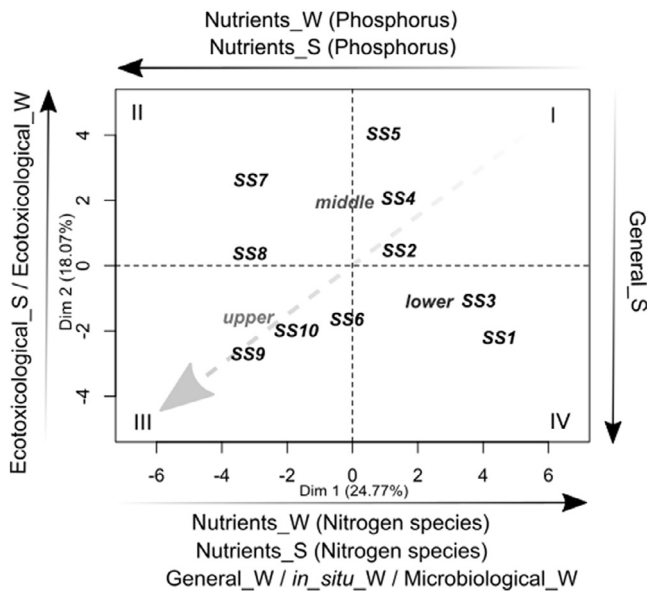 Nutrients_W (Phosphorus)
Nutrients_S (Phosphorus)
Ecotoxicological_S / Ecotoxicological_W
Dim 2 (18.07%)
4
2
0
-2
-4
II
I
SS5
SS7
middle
SS4
SS8
SS2
lower
SS3
upper
SS10
SS6
SS1
SS9
III
IV
General_S
-6
-4
-2
0
2
4
6
Dim 1 (24.77%)
Nutrients_W (Nitrogen species)
Nutrients_S (Nitrogen species)
General_W / in_situ_W / Microbiological_W